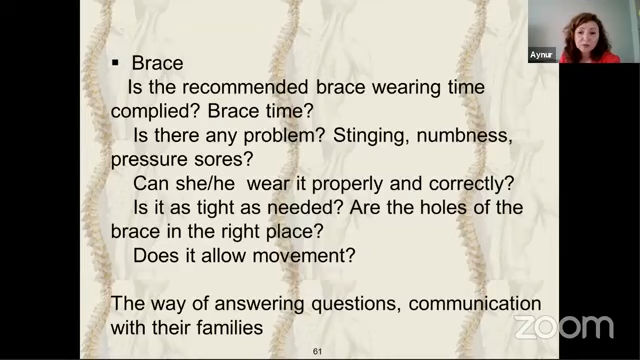 ▪ Brace
Is the recommended brace wearing time
complied? Brace time?
Is there any problem? Stinging, numbness,
pressure sores?
Can she/he wear it properly and correctly?
Is it as tight as needed? Are the holes of the
brace in the right place?
Does it allow movement?
The way of answering questions, communication
with their families
61
Aynur
zoom